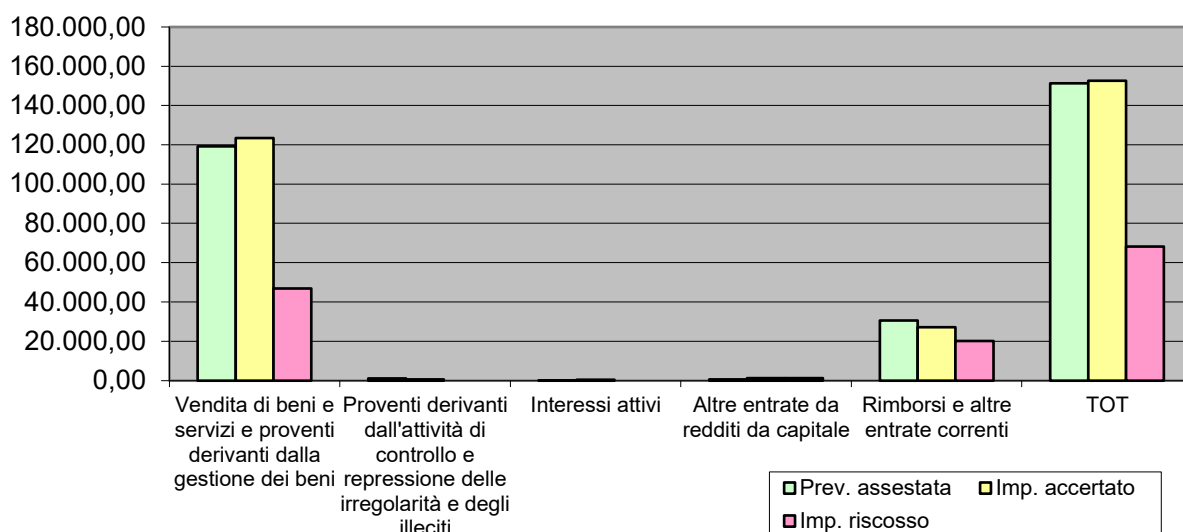 180.000,00
160.000,00
140.000,00
120.000,00
100.000,00
80.000,00
60.000,00
40.000,00
20.000,00
0,00
Vendita di beni e
servizi e proventi
derivanti dalla
gestione dei beni
Proventi derivanti
dall'attività di
controllo e
repressione delle
irregolarità e degli
illeciti
Interessi attivi
Altre entrate da
redditi da capitale
Rimborsi e altre
entrate correnti
TOT
Prev. assestata
Imp. accertato
Imp. riscosso